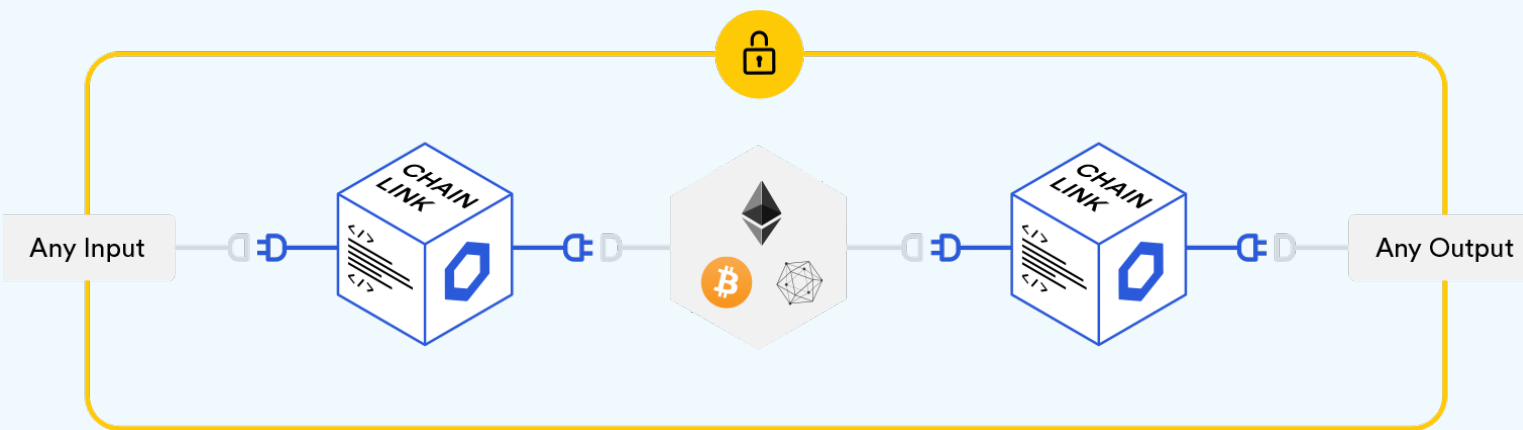 Any Input
CHAIN
LINK
<I>
<I>
CHAIN
LINK
<I>
<I>
Any Output